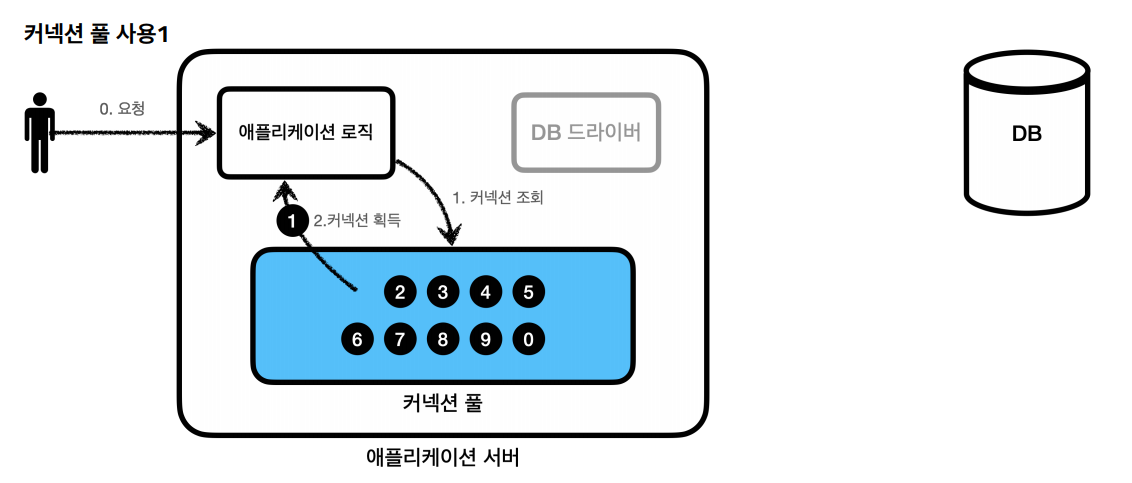 커넥션 풀 사용1
0. 요청
애플리케이션 로직
DB 드라이버
DB
1. 커넥션 조회
1
2.커넥션 획득
2 3 4 5
6 7 8 9 0
커넥션 풀
애플리케이션 서버